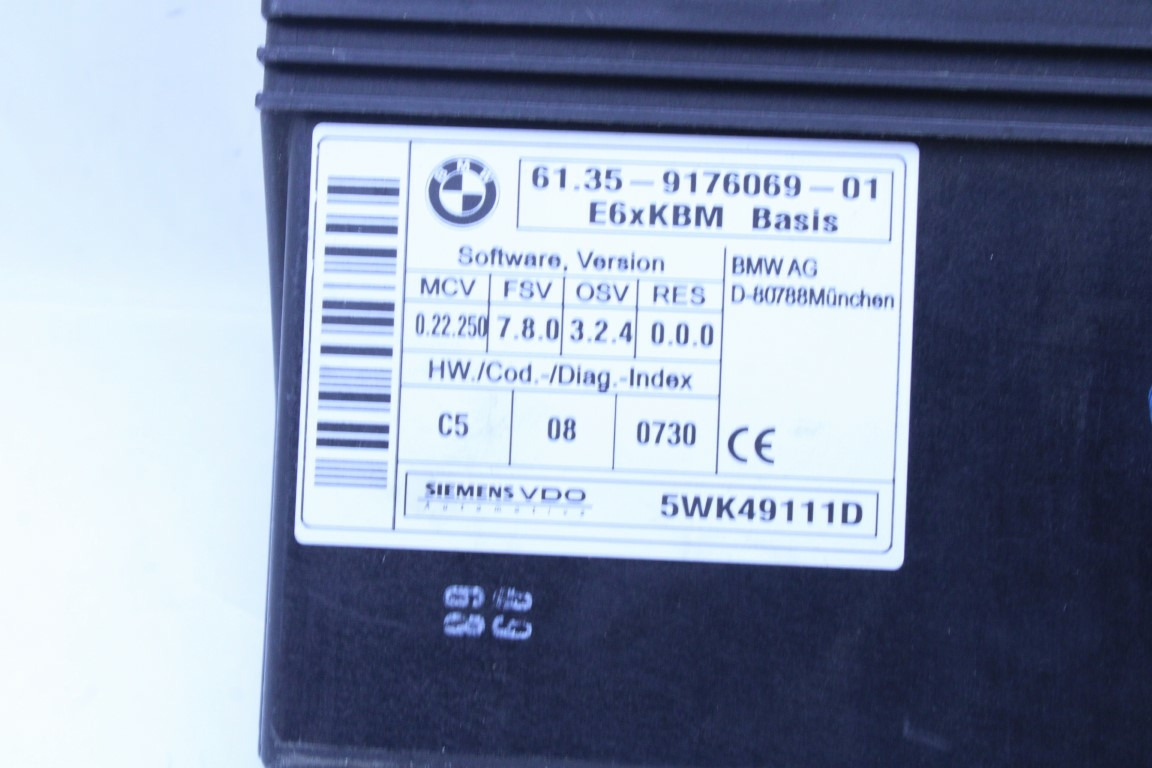 BMW
61.35-9176069-01
E6xKBM Basis
Software, Version
MCV FSV OSV RES
0.22.250 7.8.0 3.2.4 0.0.0
BMW AG
D-80788München
HW./Cod.-/Diag.-Index
C5 08 0730
CE
SIEMENS VDO
Automotive
5WK49111D